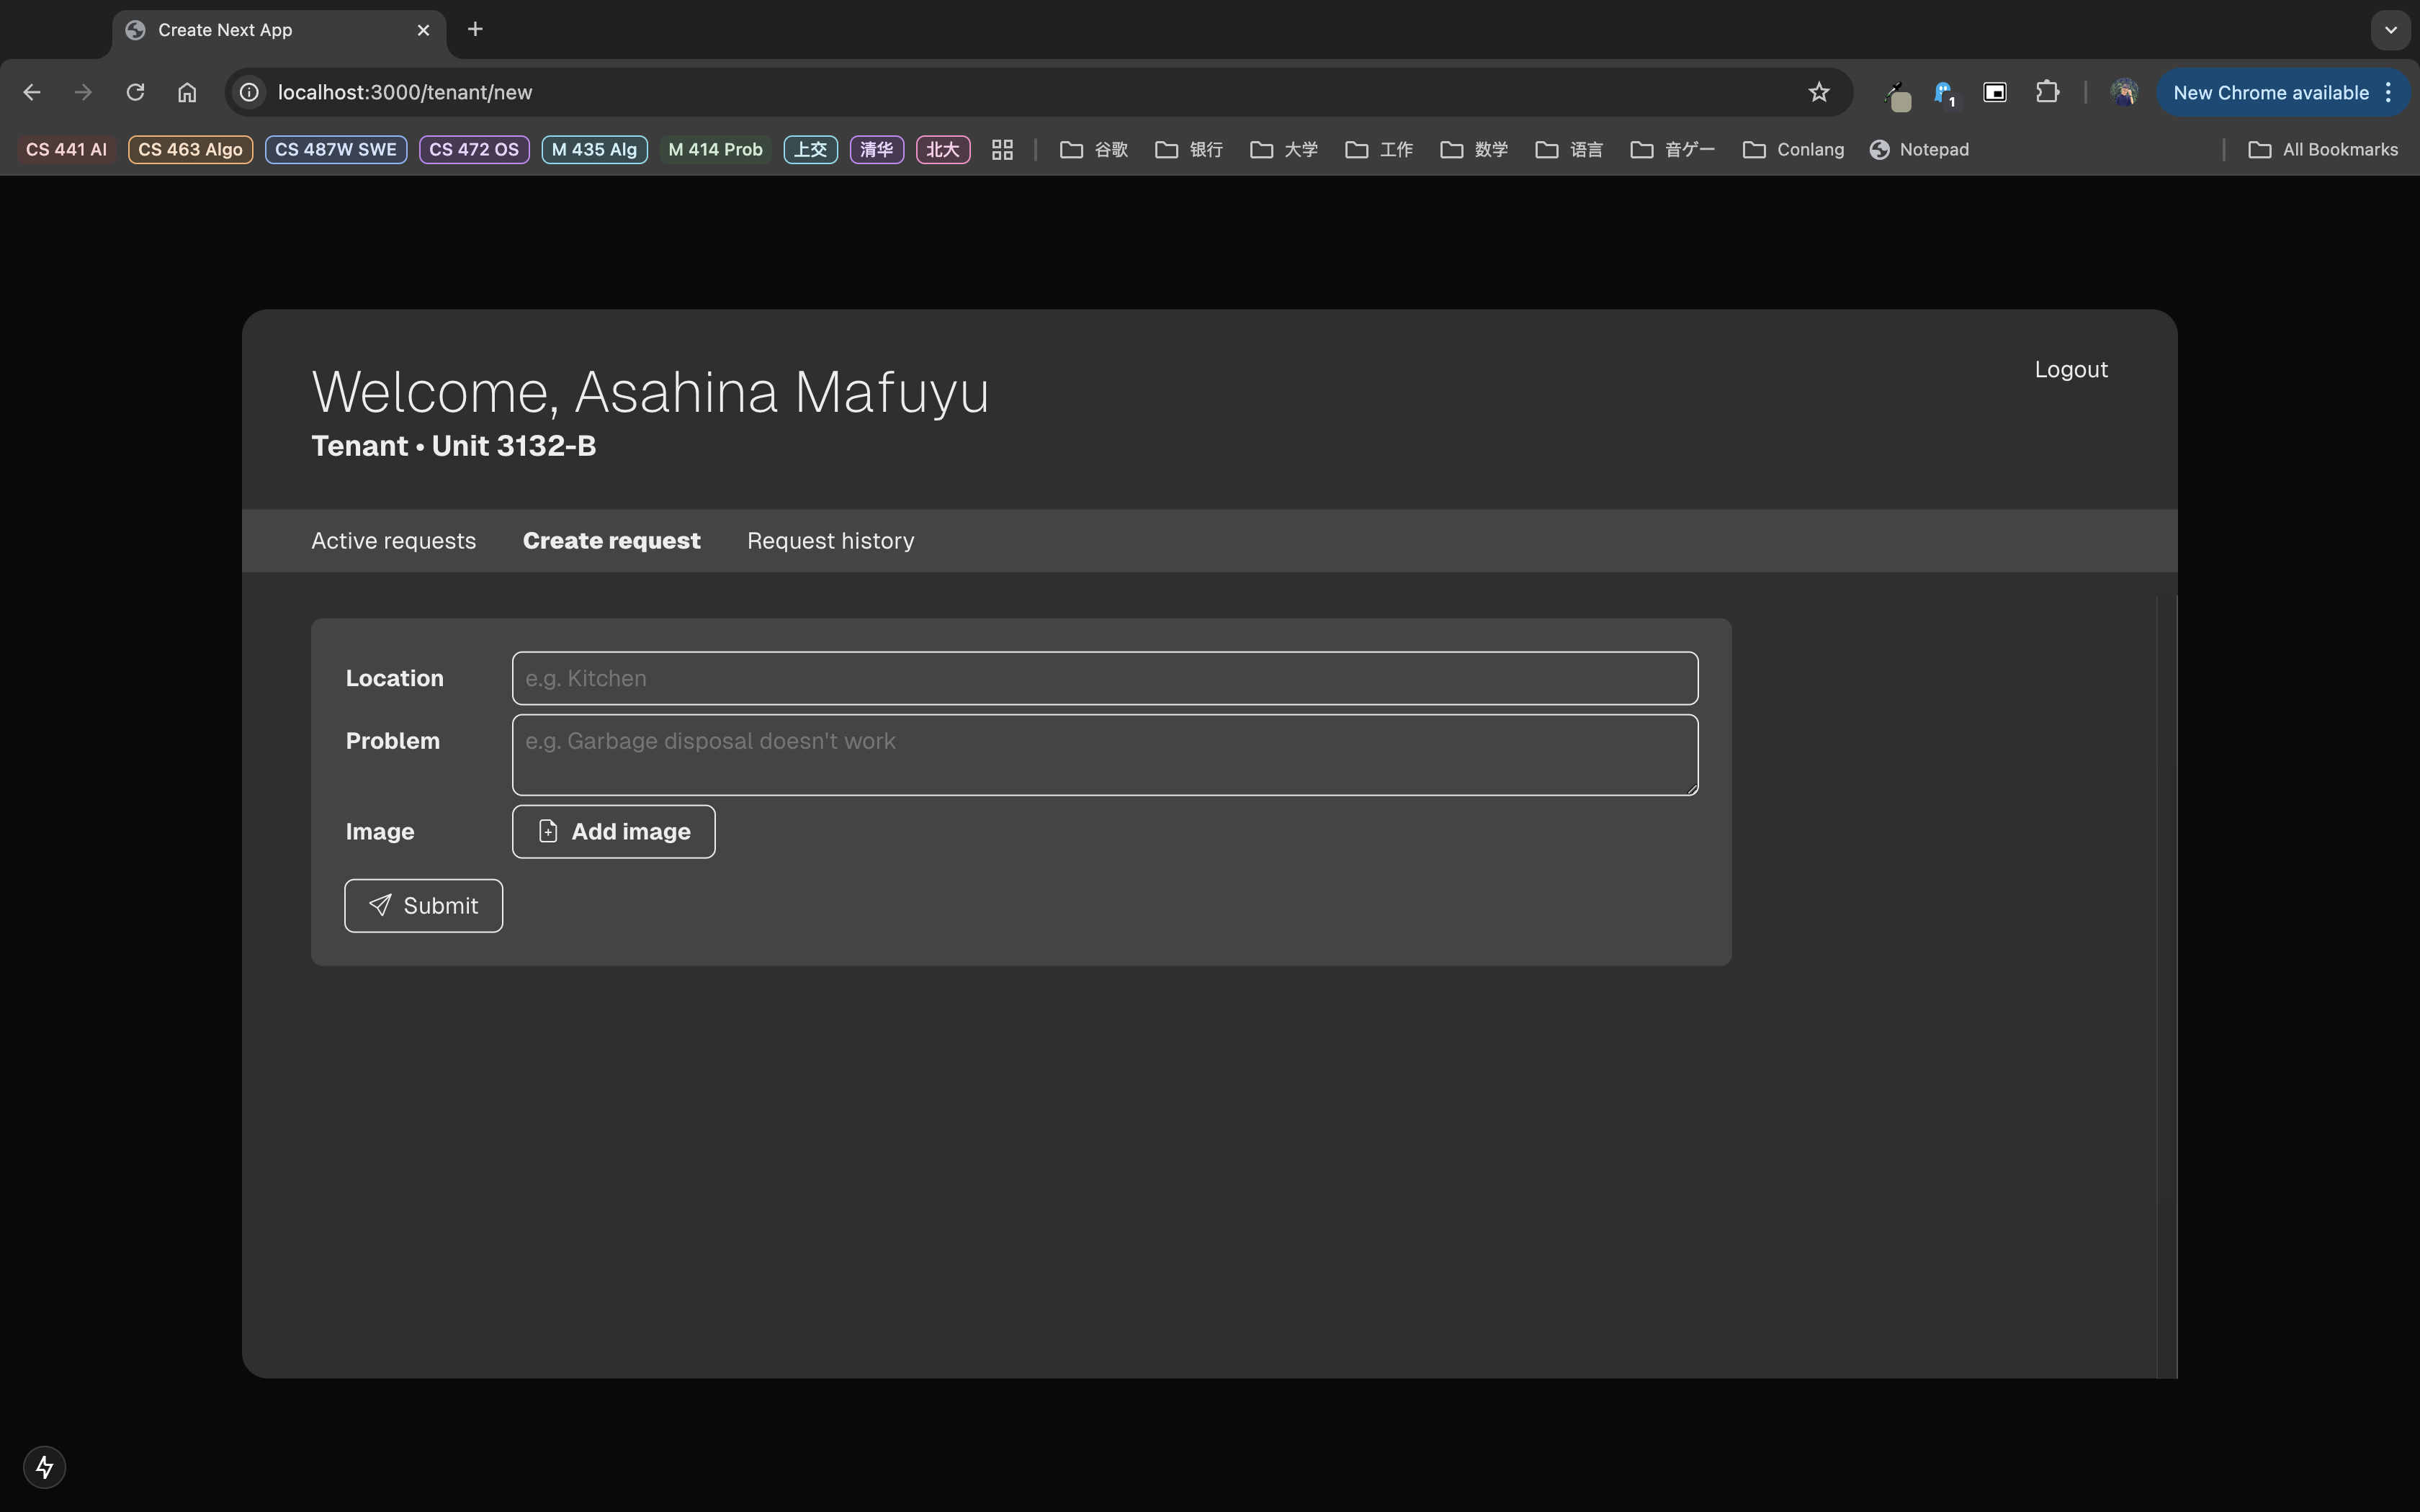 Create Next App
localhost:3000/tenant/new
1
New Chrome available
CS 441 AI CS 463 Algo CS 487W SWE CS 472 OS M 435 Alg M 414 Prob 上交 清华 北大 谷歌 银行 大学 工作 数学 语言 音ゲー Conlang Notepad All Bookmarks
Welcome, Asahina Mafuyu
Logout
Tenant • Unit 3132-B
Active requests Create request Request history
Location e.g. Kitchen
Problem e.g. Garbage disposal doesn't work
Image Add image
Submit